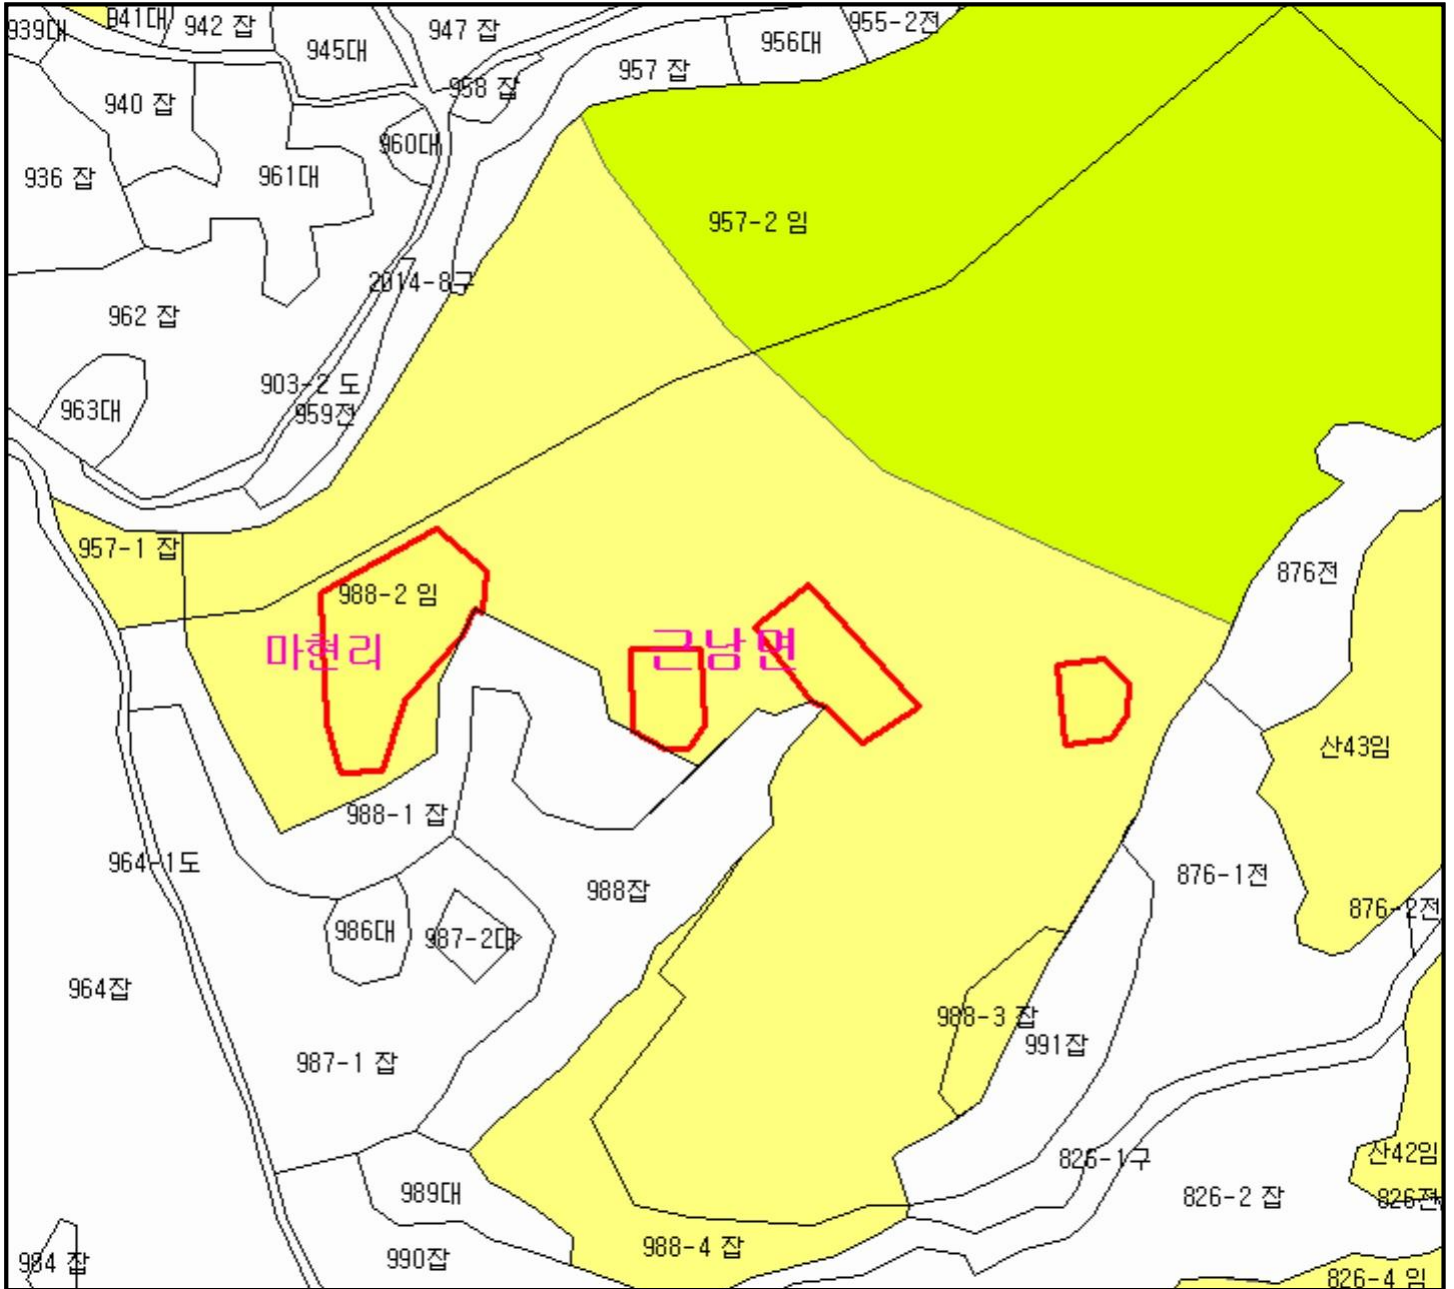 939대
841대
942 잡
945대
947 잡
956대
955-2전
957 잡
958 잡
940 잡
960대
936 잡
961대
957-2 임
2014-8구
962 잡
903-2 도
963대
959전
957-1 잡
876전
988-2 임
마현리
근남면
산43임
988-1 잡
964-1도
876-1전
988잡
876-2전
986대
987-2대
964잡
988-3 잡
991잡
987-1 잡
826-1구
산42임
989대
826-2 잡
826전
988-4 잡
990잡
984 잡
826-4 임